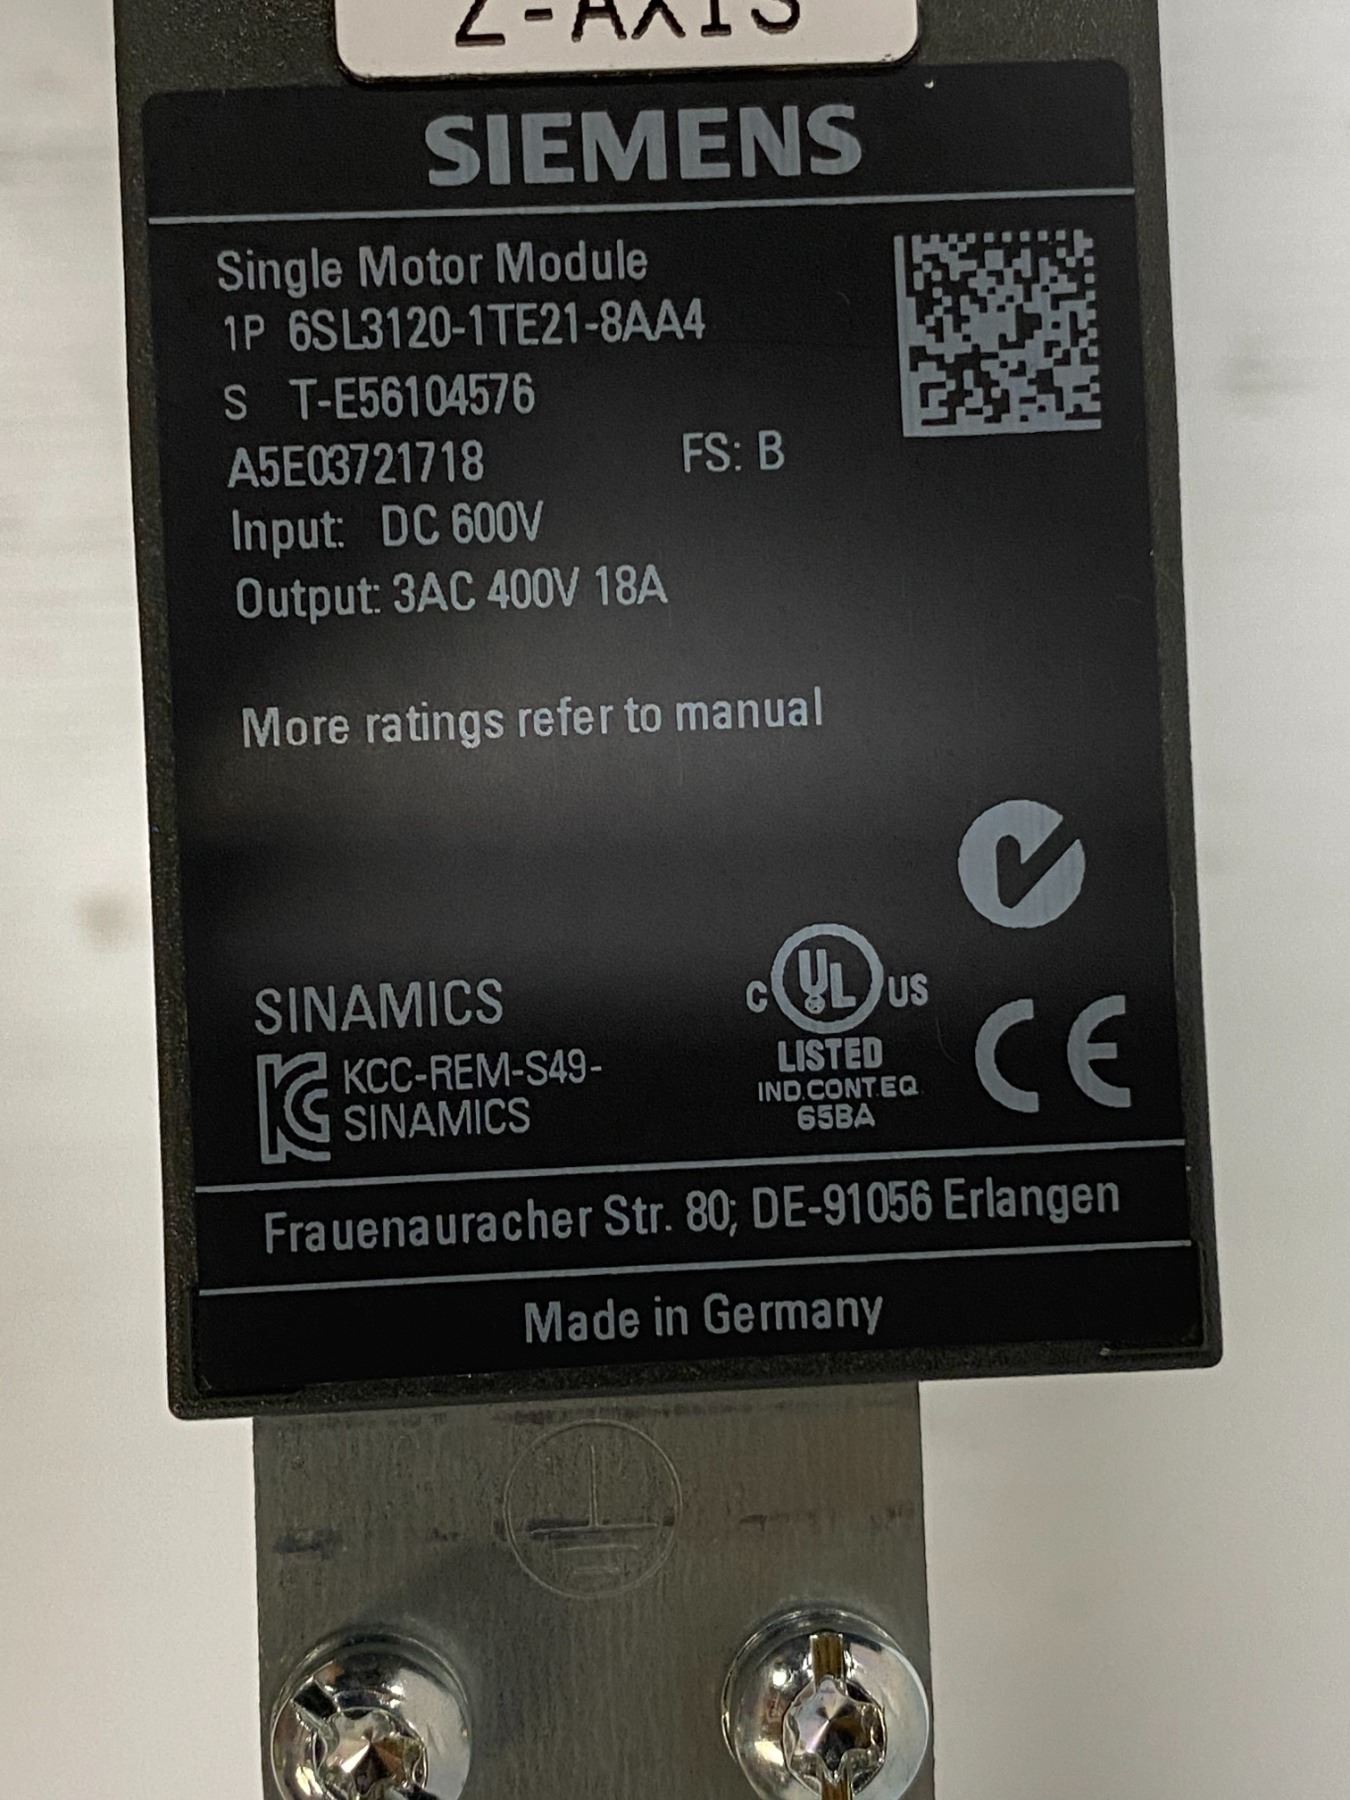 Z-AXIS
SIEMENS
Single Motor Module
1P 6SL3120-1TE21-8AA4
S T-E56104576
A5E03721718 FS: B
Input: DC 600V
Output: 3AC 400V 18A
More ratings refer to manual
SINAMICS
KCC-REM-S49-
SINAMICS
C UL US
LISTED
IND.CONT.EQ
65BA
CE
Frauenauracher Str. 80; DE-91056 Erlangen
Made in Germany